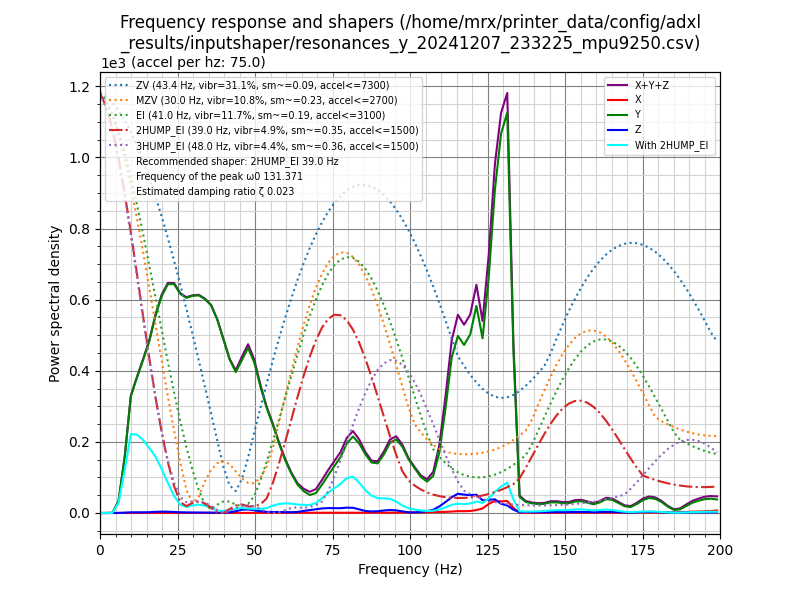 Frequency response and shapers (/home/mrx/printer_data/config/adxl
_results/inputshaper/resonances_y_20241207_233225_mpu9250.csv)
1e3 (accel per hz: 75.0)
ZV (43.4 Hz, vibr=31.1%, sm~=0.09, accel<=7300)
MZV (30.0 Hz, vibr=10.8%, sm~=0.23, accel<=2700)
EI (41.0 Hz, vibr=11.7%, sm~=0.19, accel<=3100)
2HUMP_EI (39.0 Hz, vibr=4.9%, sm~=0.35, accel<=1500)
3HUMP_EI (48.0 Hz, vibr=4.4%, sm~=0.36, accel<=1500)
Recommended shaper: 2HUMP_EI 39.0 Hz
Frequency of the peak ω0 131.371
Estimated damping ratio ζ 0.023
X+Y+Z
X
Y
Z
With 2HUMP_EI
1.2
1.0
0.8
0.6
0.4
0.2
0.0
Power spectral density
0
25
50
75
100
125
150
175
200
Frequency (Hz)